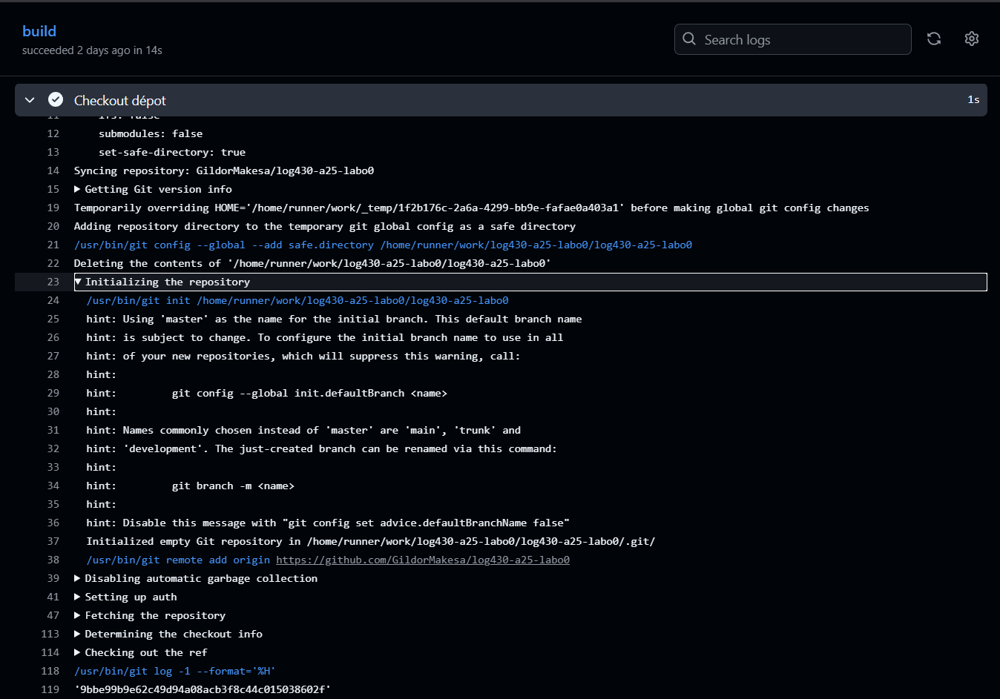 build
succeeded 2 days ago in 14s
Search logs
Checkout dépot
1s
11 lfs: false
12 submodules: false
13 set-safe-directory: true
14 Syncing repository: GildorMakesa/log430-a25-labo0
15 Getting Git version info
19 Temporarily overriding HOME='/home/runner/work/_temp/1f2b176c-2a6a-4299-bb9e-fafae0a403a1' before making global git config changes
20 Adding repository directory to the temporary git global config as a safe directory
21 /usr/bin/git config --global --add safe.directory /home/runner/work/log430-a25-labo0/log430-a25-labo0
22 Deleting the contents of '/home/runner/work/log430-a25-labo0/log430-a25-labo0'
23 Initializing the repository
24 /usr/bin/git init /home/runner/work/log430-a25-labo0/log430-a25-labo0
25 hint: Using 'master' as the name for the initial branch. This default branch name
26 hint: is subject to change. To configure the initial branch name to use in all
27 hint: of your new repositories, which will suppress this warning, call:
28 hint:
29 hint: git config --global init.defaultBranch <name>
30 hint:
31 hint: Names commonly chosen instead of 'master' are 'main', 'trunk' and
32 hint: 'development'. The just-created branch can be renamed via this command:
33 hint:
34 hint: git branch -m <name>
35 hint:
36 hint: Disable this message with "git config set advice.defaultBranchName false"
37 Initialized empty Git repository in /home/runner/work/log430-a25-labo0/log430-a25-labo0/.git/
38 /usr/bin/git remote add origin https://github.com/GildorMakesa/log430-a25-labo0
39 Disabling automatic garbage collection
41 Setting up auth
47 Fetching the repository
113 Determining the checkout info
114 Checking out the ref
118 /usr/bin/git log -1 --format='%H'
119 '9bbe99b9e62c49d94a08acb3f8c44c015038602f'